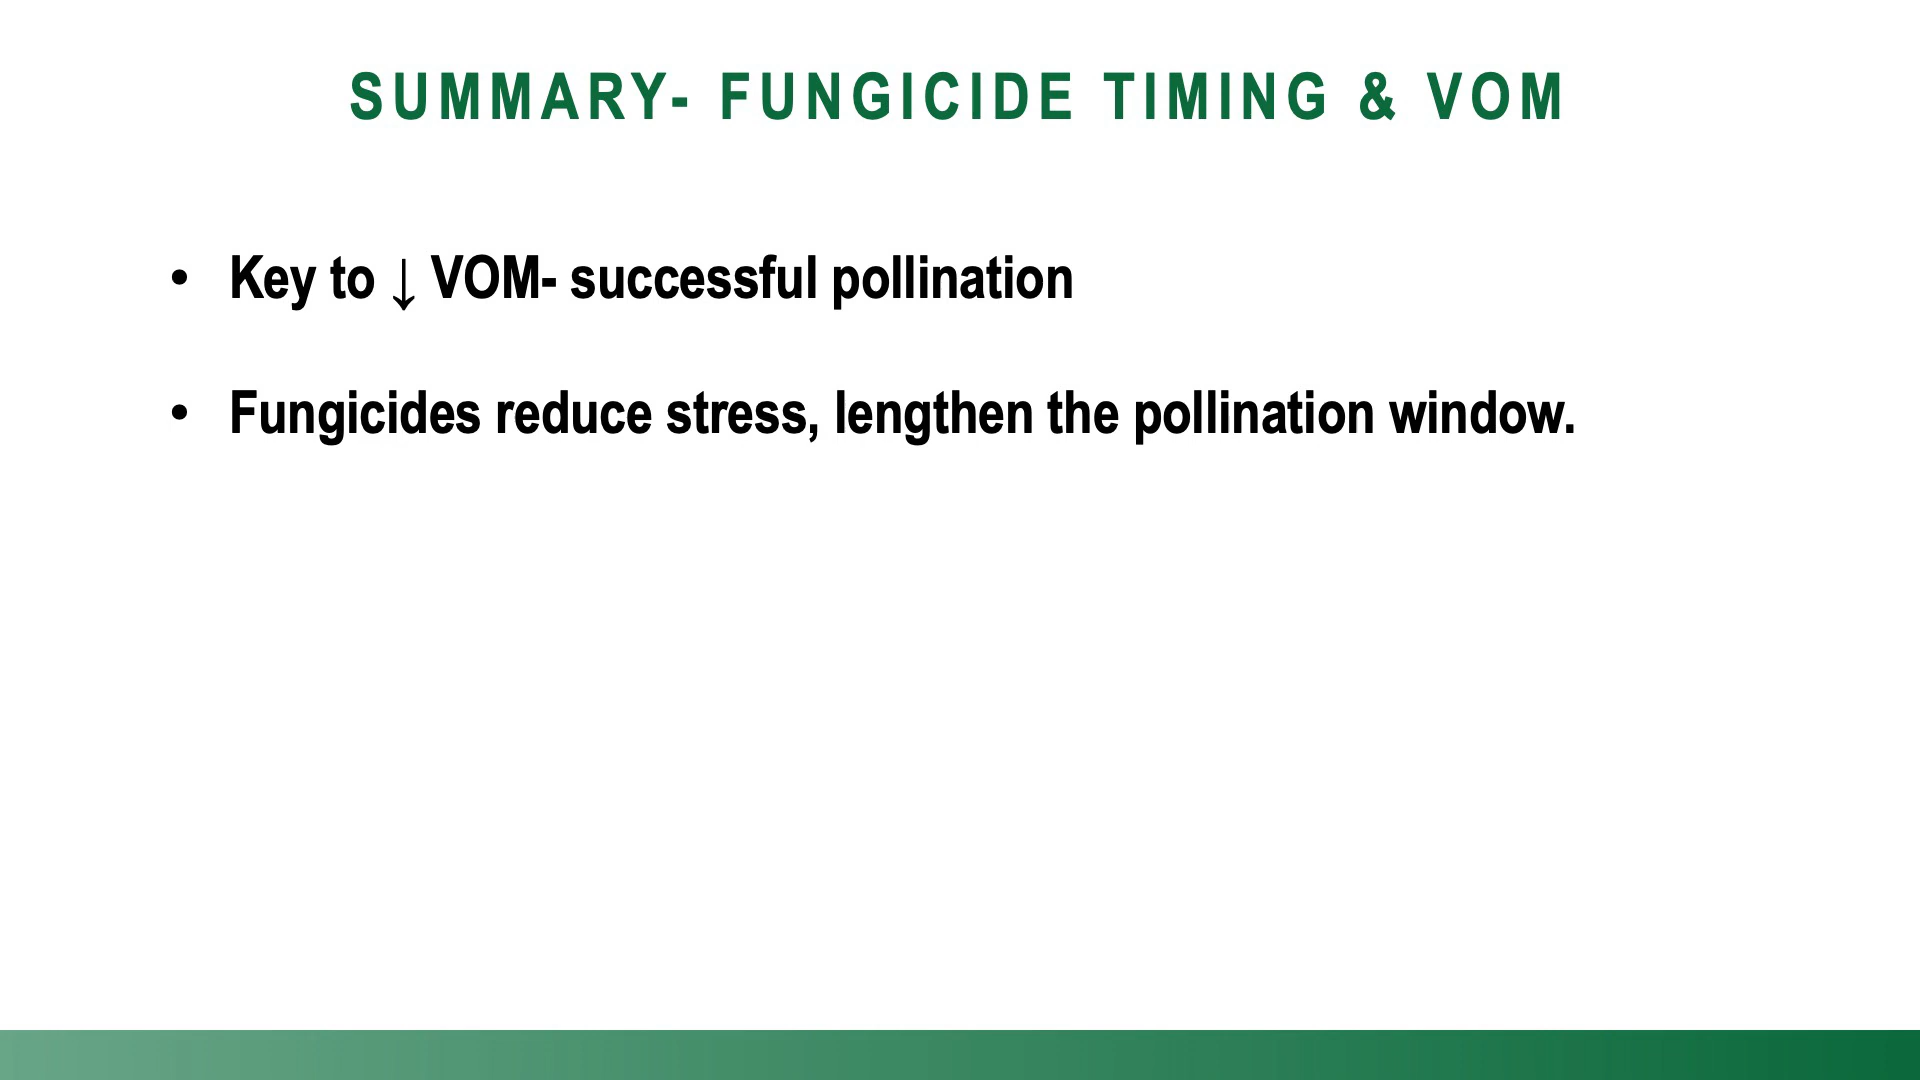 SUMMARY- FUNGICIDE TIMING & VOM
• Key to ↓ VOM- successful pollination
• Fungicides reduce stress, lengthen the pollination window.